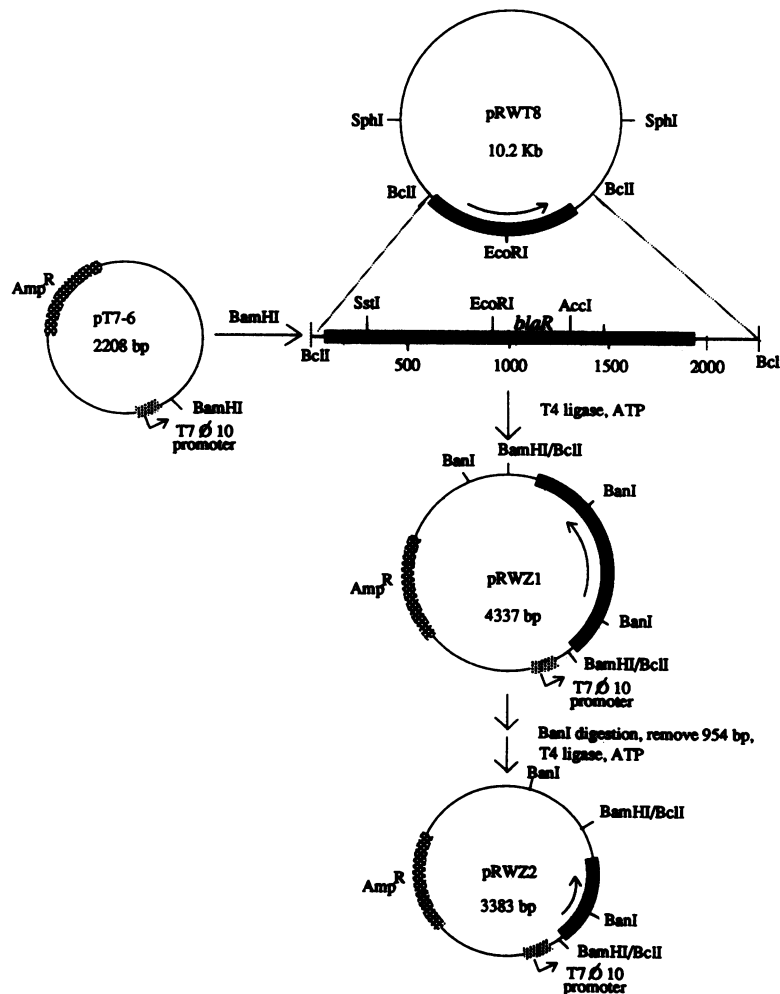 pRWT8
10.2 Kb
SphI
SphI
BclI
BclI
EcoRI
Amp R
pT7-6
2208 bp
BamHI
T7 Ø 10
promoter
BamHI
SstI
EcoRI
blaR
AccI
BclI
500
1000
1500
2000
Bcl
T4 ligase, ATP
BamHI/BclI
BanI
BanI
Amp R
pRWZ1
4337 bp
BanI
BamHI/BclI
T7 Ø 10
promoter
BanI digestion, remove 954 bp,
T4 ligase, ATP
BanI
BamHI/BclI
Amp R
pRWZ2
3383 bp
BanI
BamHI/BclI
T7 Ø 10
promoter